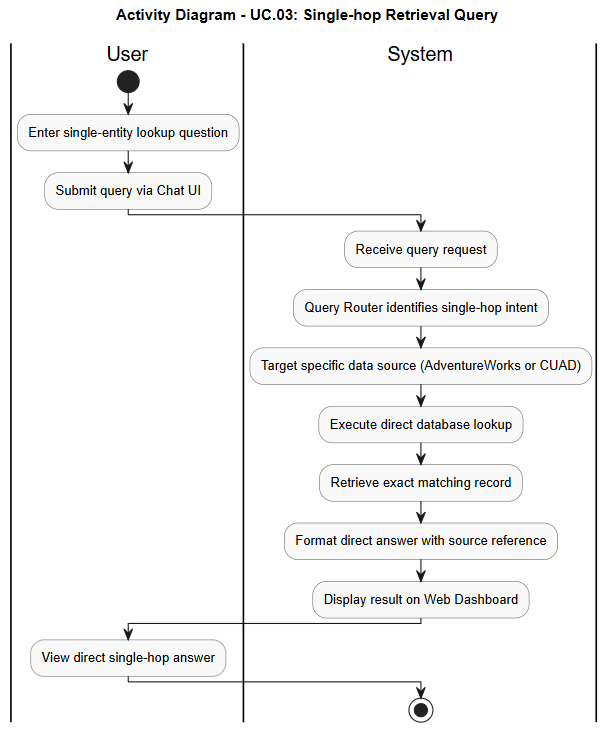 Activity Diagram - UC.03: Single-hop Retrieval Query
User
System
Enter single-entity lookup question
Submit query via Chat UI
Receive query request
Query Router identifies single-hop intent
Target specific data source (AdventureWorks or CUAD)
Execute direct database lookup
Retrieve exact matching record
Format direct answer with source reference
Display result on Web Dashboard
View direct single-hop answer